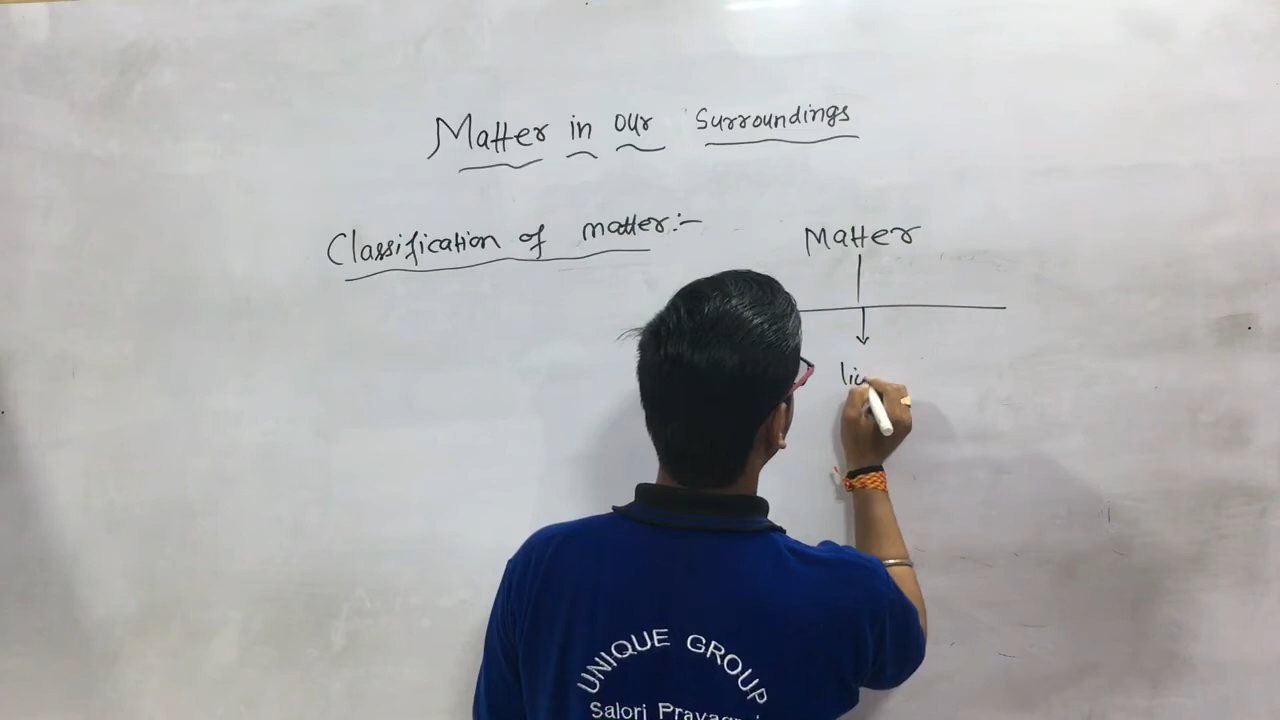 Matter in our Surroundings
Classification of matter:-
Matter
UNIQUE GROUP
Salori